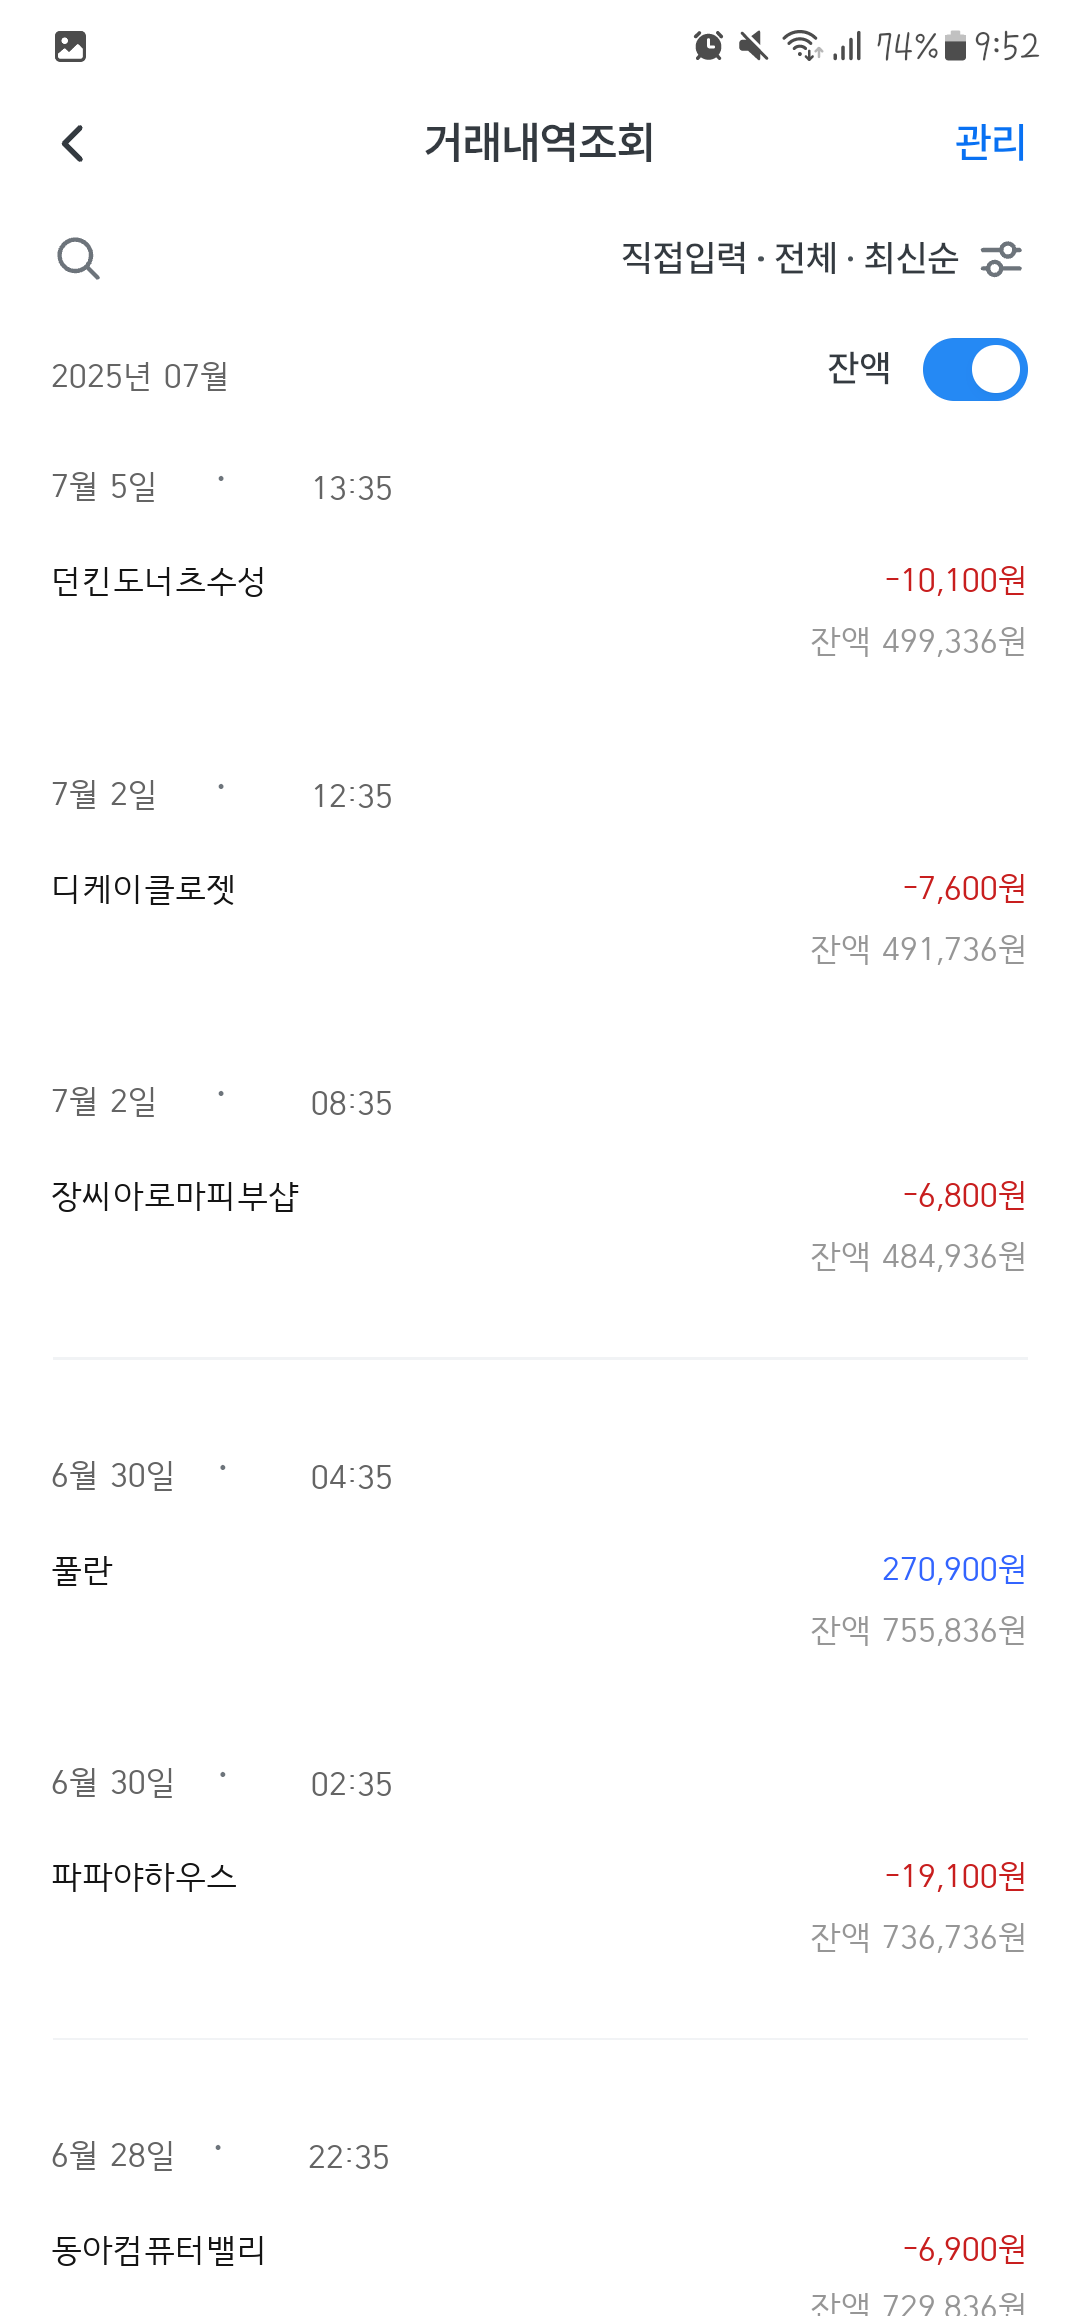 74% 9:52
거래내역조회 관리
직접입력 · 전체 · 최신순
2025년 07월 잔액
7월 5일 · 13:35
던킨도너츠수성 -10,100원
잔액 499,336원
7월 2일 · 12:35
디케이클로젯 -7,600원
잔액 491,736원
7월 2일 · 08:35
장씨아로마피부샵 -6,800원
잔액 484,936원
6월 30일 · 04:35
풀란 270,900원
잔액 755,836원
6월 30일 · 02:35
파파야하우스 -19,100원
잔액 736,736원
6월 28일 · 22:35
동아컴퓨터밸리 -6,900원
잔액 729,836원